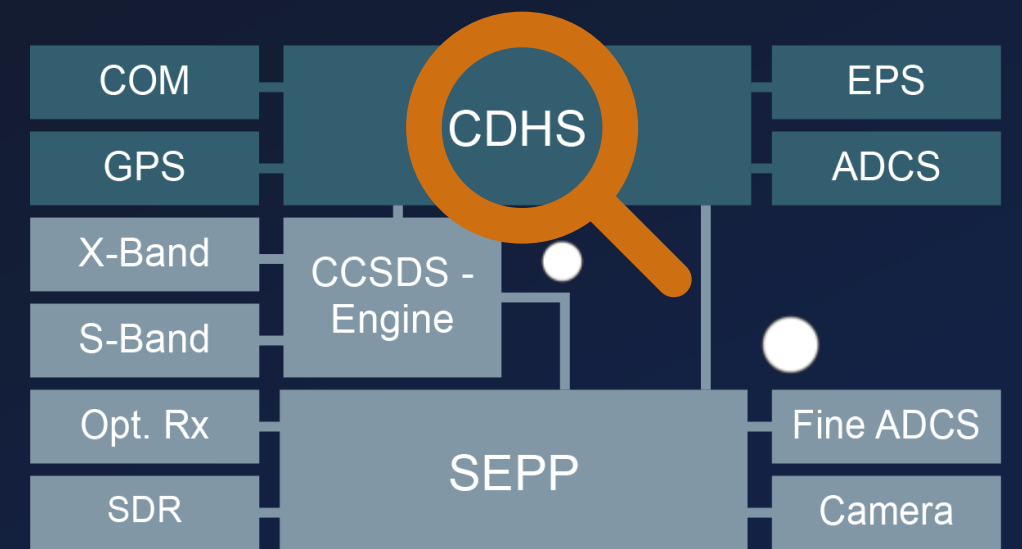 COM
CDHS
EPS
GPS
ADCS
X-Band
CCSDS -
Engine
S-Band
Opt. Rx
SEPP
Fine ADCS
SDR
Camera